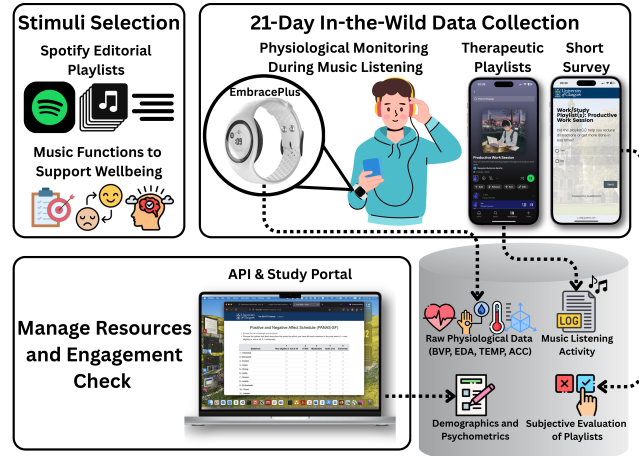 Stimuli Selection
Spotify Editorial
Playlists
Music Functions to
Support Wellbeing
21-Day In-the-Wild Data Collection
Physiological Monitoring
During Music Listening
EmbracePlus
Therapeutic
Playlists
Productive Work Session
Short
Survey
University
of Glasgow
Work/Study
Playlist(s): Productive
Work Session
Manage Resources
and Engagement
Check
API & Study Portal
Positive and Negative Affect Schedule (PANAS-SF)
Raw Physiological Data
(BVP, EDA, TEMP, ACC)
LOG
Music Listening
Activity
Demographics and
Psychometrics
Subjective Evaluation
of Playlists